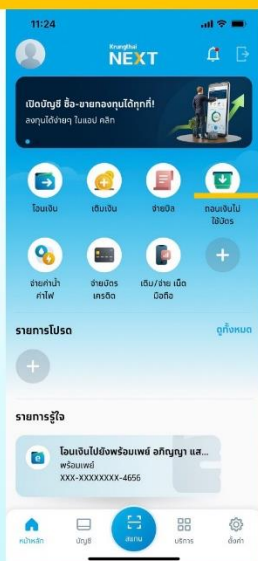 11:24
Krungthai
NEXT
เปิดบัญชี ซื้อ-ขายกองทุนได้ทุกที่!
ลงทุนได้ง่ายๆ ในแอป คลิก
โอนเงิน
เติมเงิน
จ่ายบิล
ถอนเงินไม่ใช้บัตร
จ่ายค่าน้ำ
ค่าไฟ
จ่ายบัตร
เครดิต
เติม/จ่าย เน็ต
มือถือ
รายการโปรด
ดูทั้งหมด
รายการรู้ใจ
โอนเงินไปยังพร้อมเพย์ อภิญญา แส...
พร้อมเพย์
XXX-XXXXXXXX-4656
หน้าหลัก
บัญชี
สแกน
บริการ
ตั้งค่า